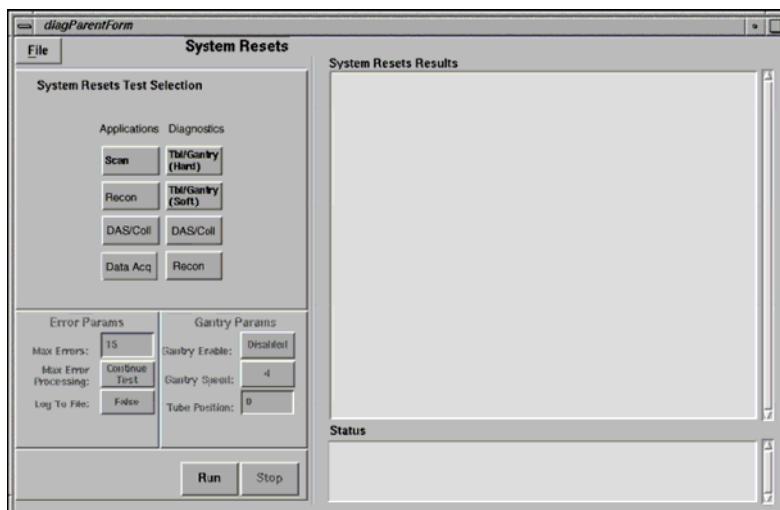 diagParentForm
File
System Resets
System Resets Test Selection
Applications Diagnostics
Scan
Tbl/Gantry
(Hard)
Recon
Tbl/Gantry
(Soft)
DAS/Coll DAS/Coll
Data Acq Recon
Error Params
Max Errors: 15
Max Error
Processing:
Continue
Test
Log To File: False
Gantry Params
Gantry Enable: Disabled
Gantry Speed: 4
Tube Position: 0
Run Stop
System Resets Results
Status